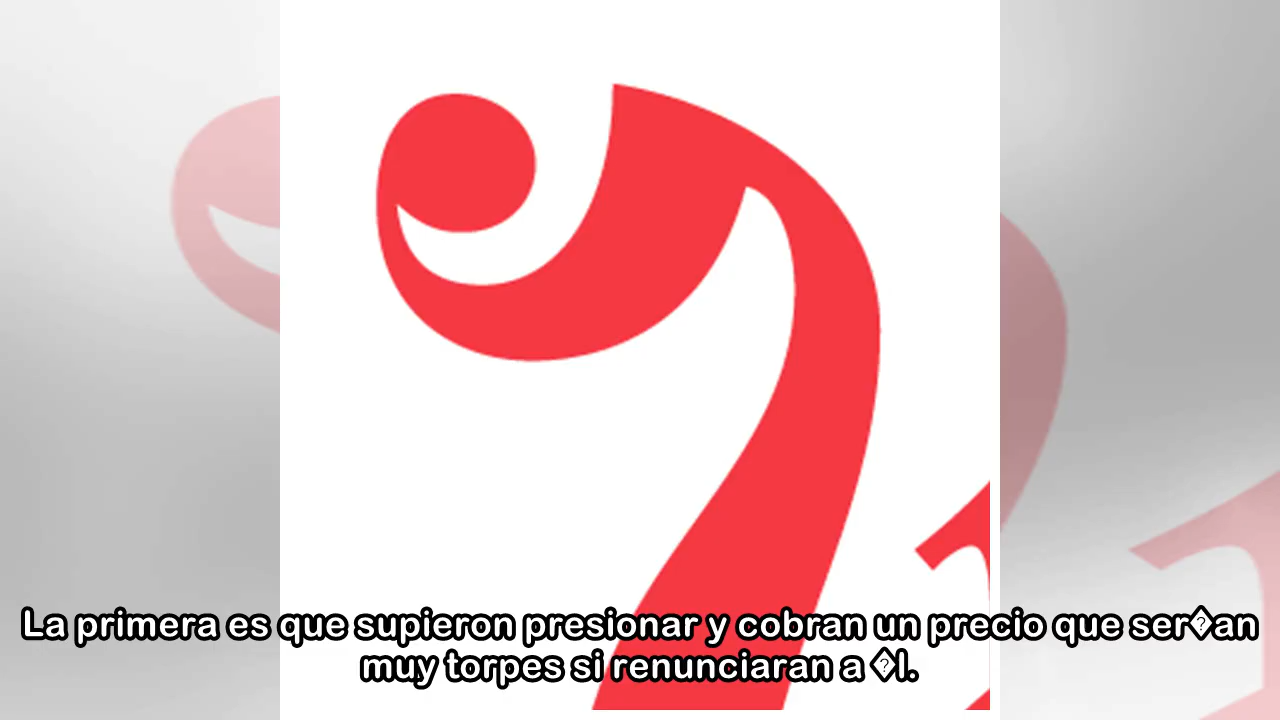 La primera es que supieron presionar y cobran un precio que ser�an
muy torpes si renunciaran a �l.